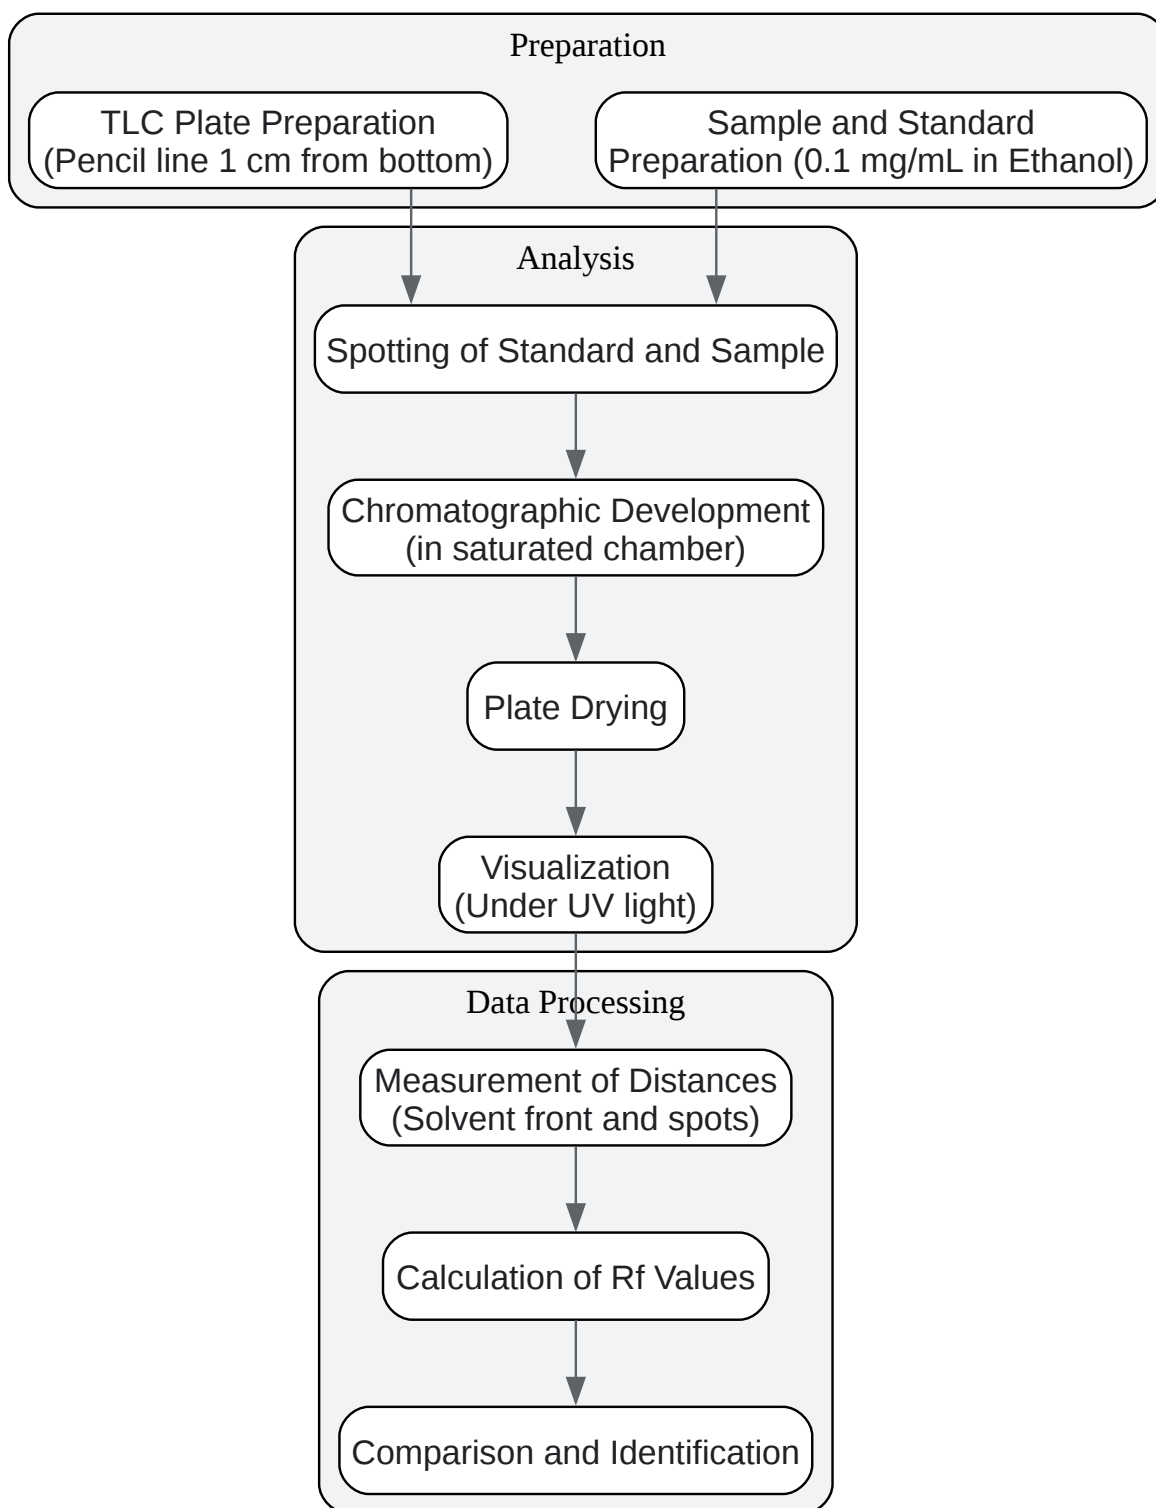 Preparation
TLC Plate Preparation
(Pencil line 1 cm from bottom)
Sample and Standard
Preparation (0.1 mg/mL in Ethanol)
Analysis
Spotting of Standard and Sample
Chromatographic Development
(in saturated chamber)
Plate Drying
Visualization
(Under UV light)
Data Processing
Measurement of Distances
(Solvent front and spots)
Calculation of Rf Values
Comparison and Identification